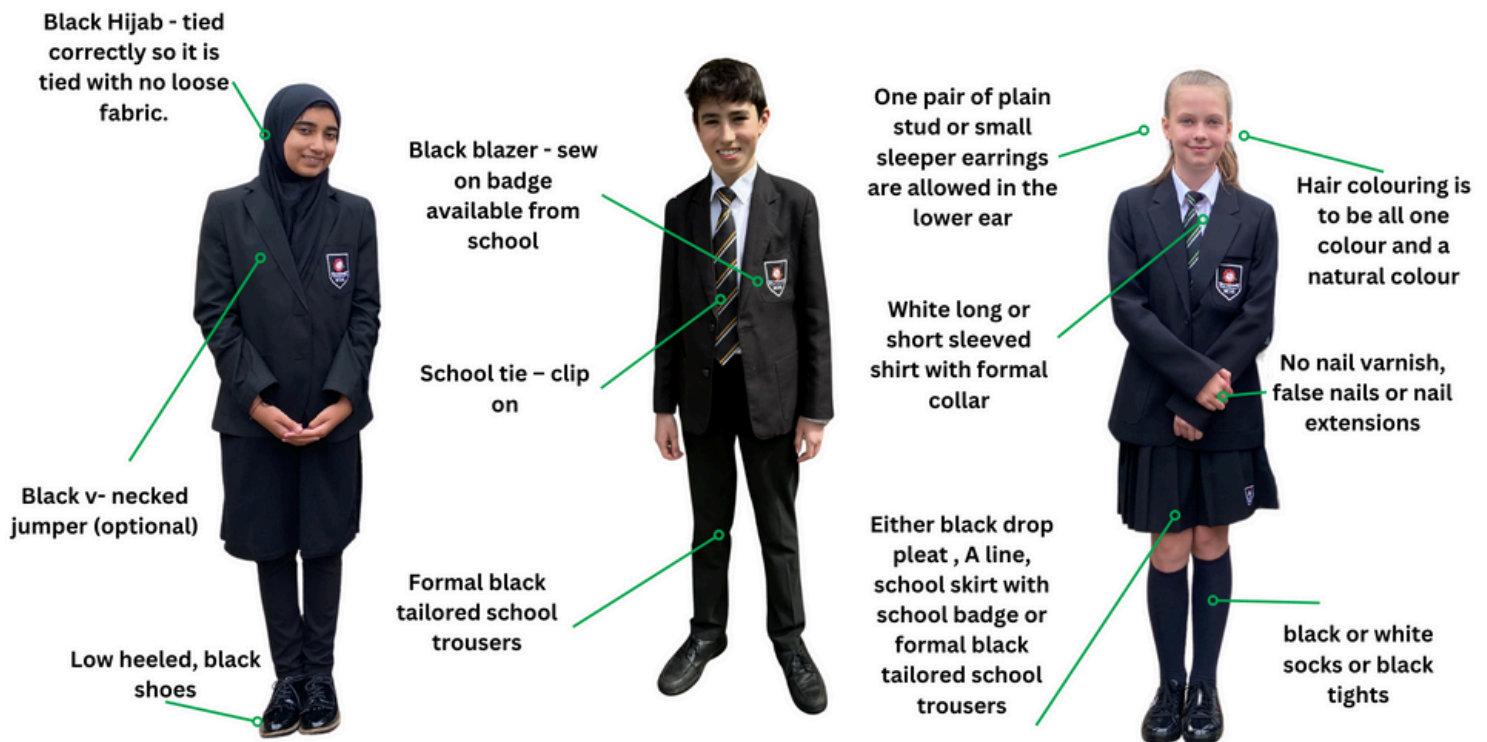 Black Hijab - tied
correctly so it is
tied with no loose
fabric.
Black v- necked
jumper (optional)
Low heeled, black
shoes
Black blazer - sew
on badge
available from
school
School tie – clip
on
Formal black
tailored school
trousers
One pair of plain
stud or small
sleeper earrings
are allowed in the
lower ear
White long or
short sleeved
shirt with formal
collar
Either black drop
pleat , A line,
school skirt with
school badge or
formal black
tailored school
trousers
Hair colouring is
to be all one
colour and a
natural colour
No nail varnish,
false nails or nail
extensions
black or white
socks or black
tights